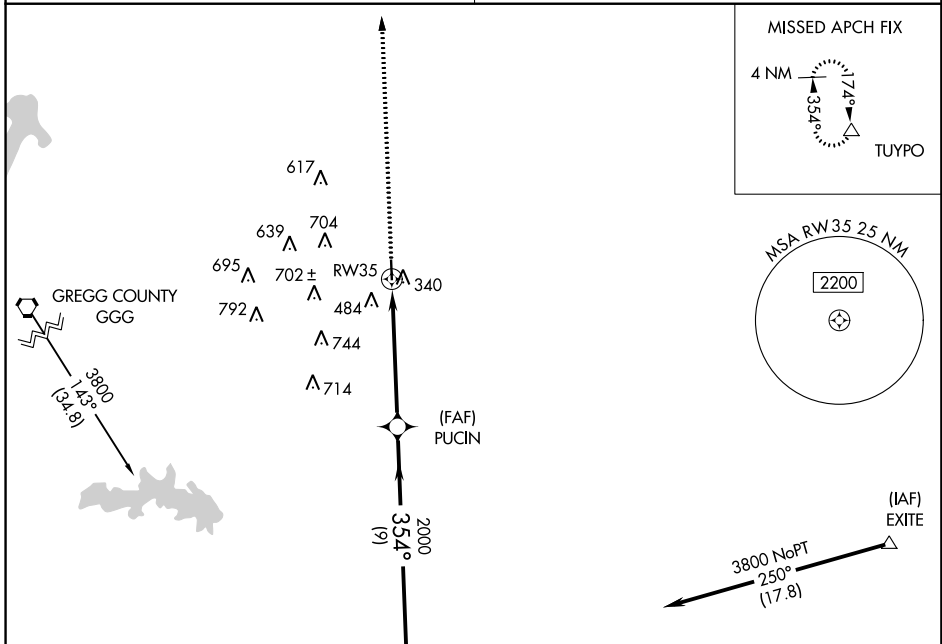 MISSED APCH FIX
4 NM
174°
354°
TUYPO
617
639
704
695
702 ±
RW35
340
792
484
744
714
GREGG COUNTY
GGG
3800
143°
(34.8)
MSA RW35 25 NM
2200
(FAF)
PUCIN
2000
354°
(9)
(IAF)
EXITE
3800 NoPT
250°
(17.8)